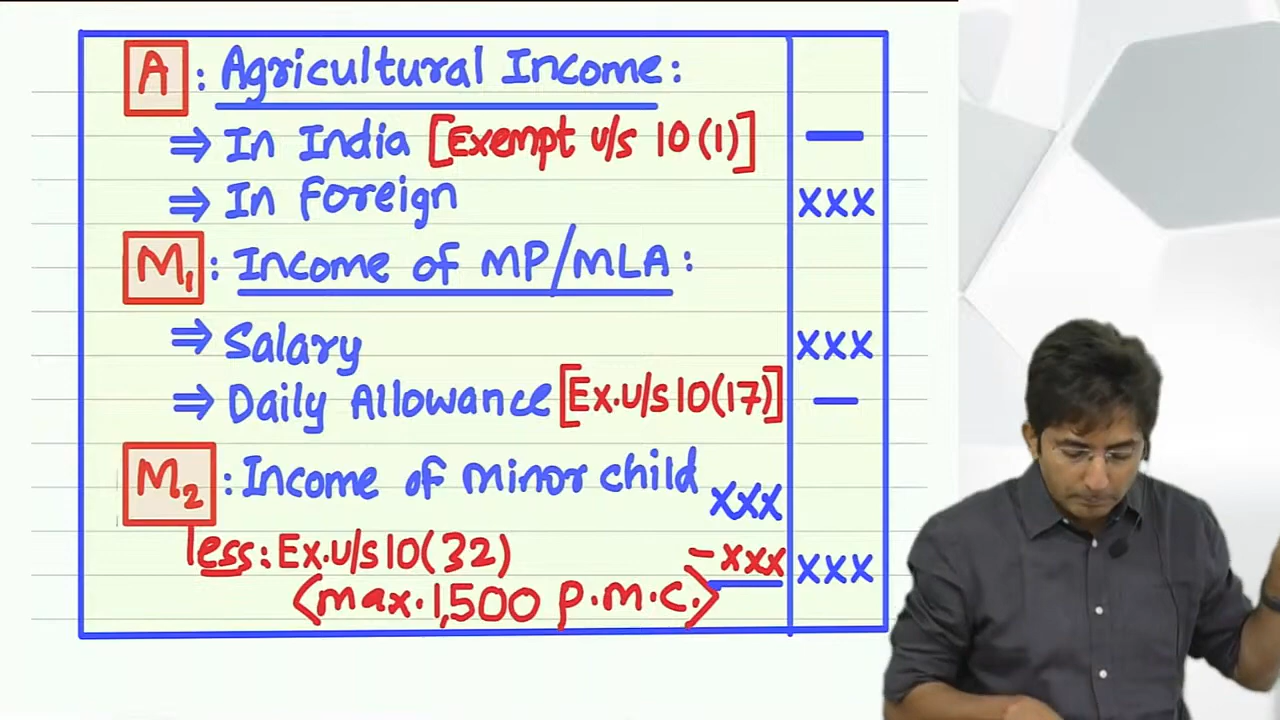 A : Agricultural Income :
⇒ In India [Exempt u/s 10(1)] —
⇒ In Foreign XXX
M1 : Income of MP/MLA :
⇒ Salary XXX
⇒ Daily Allowance [Ex.U/s 10(17)] —
M2 : Income of minor child XXX
less: Ex.U/s 10(32) -xxx XXX
<max. 1,500 P.M.C.>